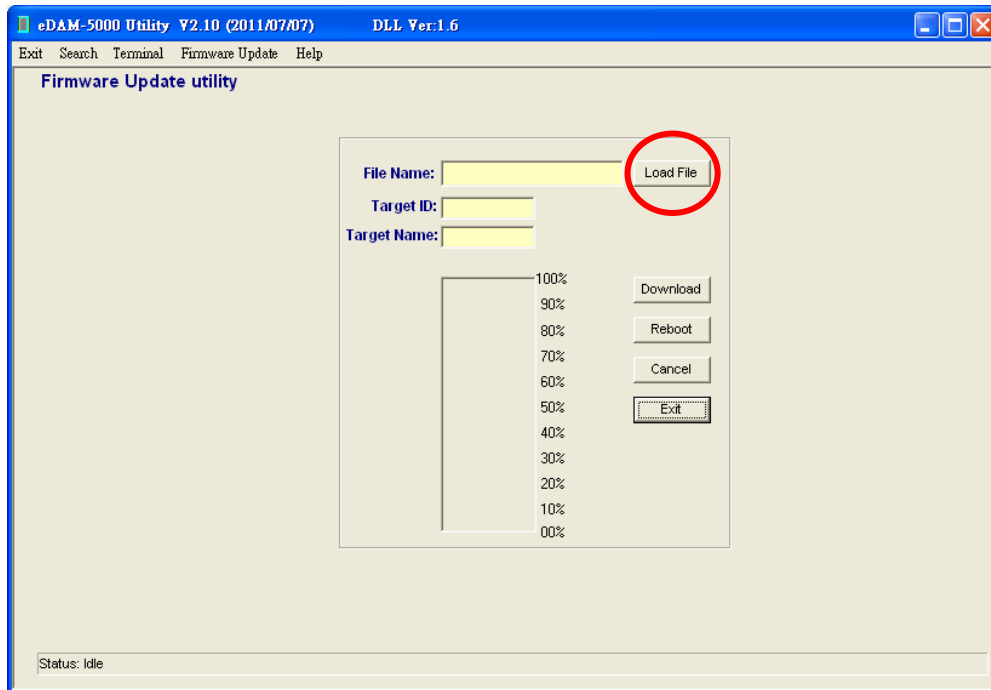 eDAM-5000 Utility V2.10 (2011/07/07) DLL Ver:1.6
Exit Search Terminal Firmware Update Help
Firmware Update utility
File Name: Load File
Target ID:
Target Name:
100%
90%
80%
70%
60%
50%
40%
30%
20%
10%
00%
Download
Reboot
Cancel
Exit
Status: Idle